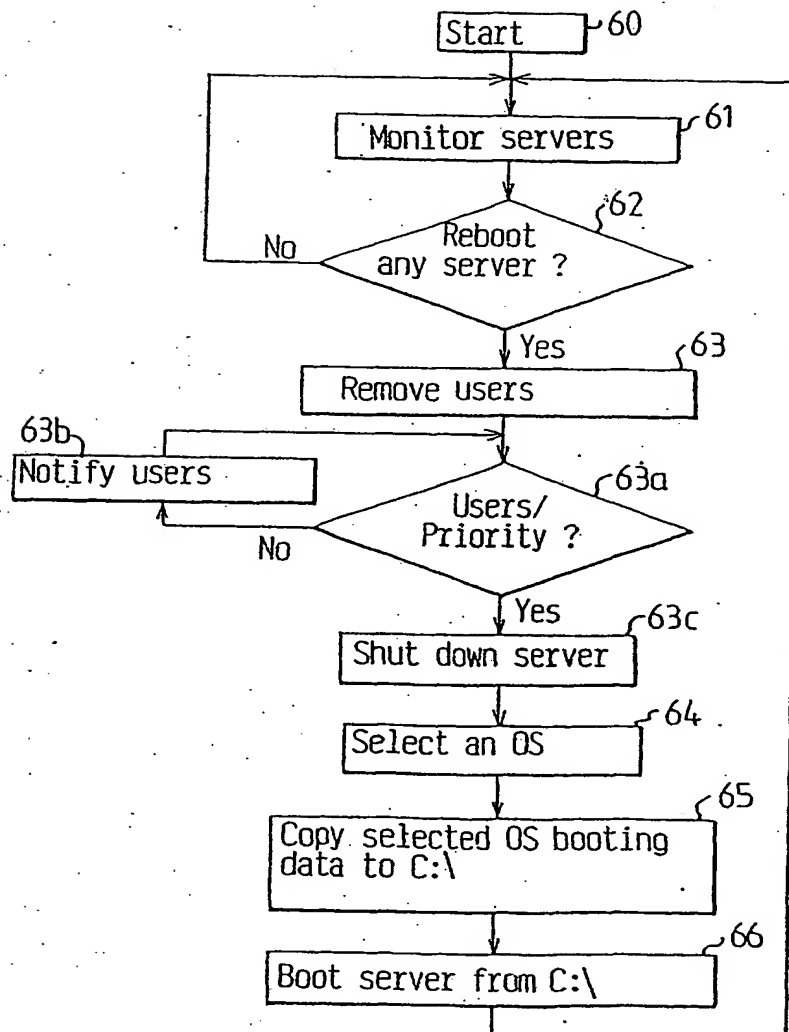 Start
60
Monitor servers
61
62
Reboot
any server ?
No
Yes
63
Remove users
63b
Notify users
63a
Users/
Priority ?
No
Yes
63c
Shut down server
64
Select an OS
65
Copy selected OS booting
data to C:\
66
Boot server from C:\